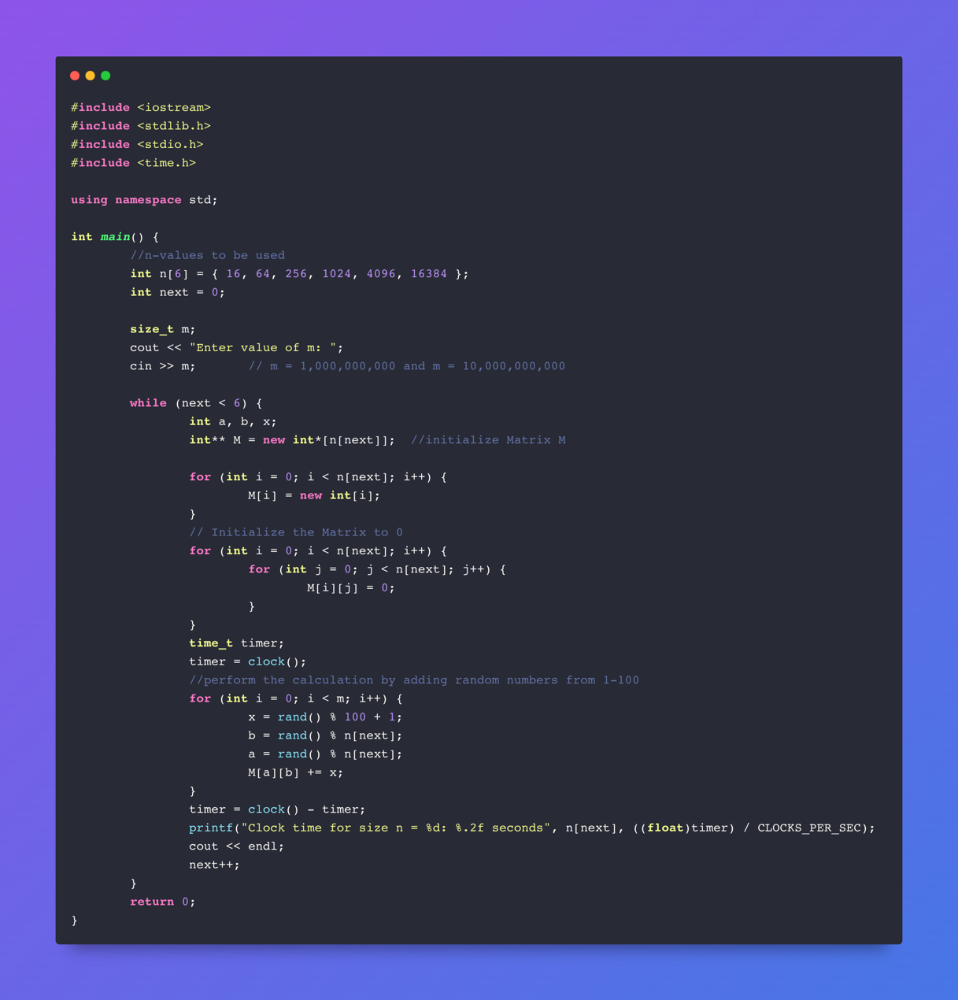 #include <iostream>
#include <stdlib.h>
#include <stdio.h>
#include <time.h>

using namespace std;

int main() {
        //n-values to be used
        int n[6] = { 16, 64, 256, 1024, 4096, 16384 };
        int next = 0;

        size_t m;
        cout << "Enter value of m: ";
        cin >> m;       // m = 1,000,000,000 and m = 10,000,000,000

        while (next < 6) {
                int a, b, x;
                int** M = new int*[n[next]];  //initialize Matrix M

                for (int i = 0; i < n[next]; i++) {
                        M[i] = new int[i];
                }
                // Initialize the Matrix to 0
                for (int i = 0; i < n[next]; i++) {
                        for (int j = 0; j < n[next]; j++) {
                                M[i][j] = 0;
                        }
                }
                time_t timer;
                timer = clock();
                //perform the calculation by adding random numbers from 1-100
                for (int i = 0; i < m; i++) {
                        x = rand() % 100 + 1;
                        b = rand() % n[next];
                        a = rand() % n[next];
                        M[a][b] += x;
                }
                timer = clock() - timer;
                printf("Clock time for size n = %d: %.2f seconds", n[next], ((float)timer) / CLOCKS_PER_SEC);
                cout << endl;
                next++;
        }
        return 0;
}